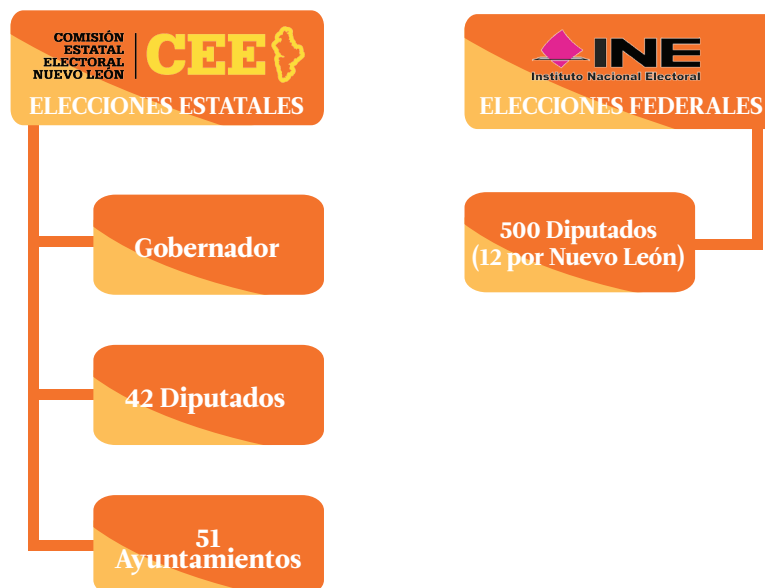 COMISIÓN
ESTATAL
ELECTORAL
NUEVO LEÓN
CEE
ELECCIONES ESTATALES
Gobernador
42 Diputados
51
Ayuntamientos
INE
Instituto Nacional Electoral
ELECCIONES FEDERALES
500 Diputados
(12 por Nuevo León)